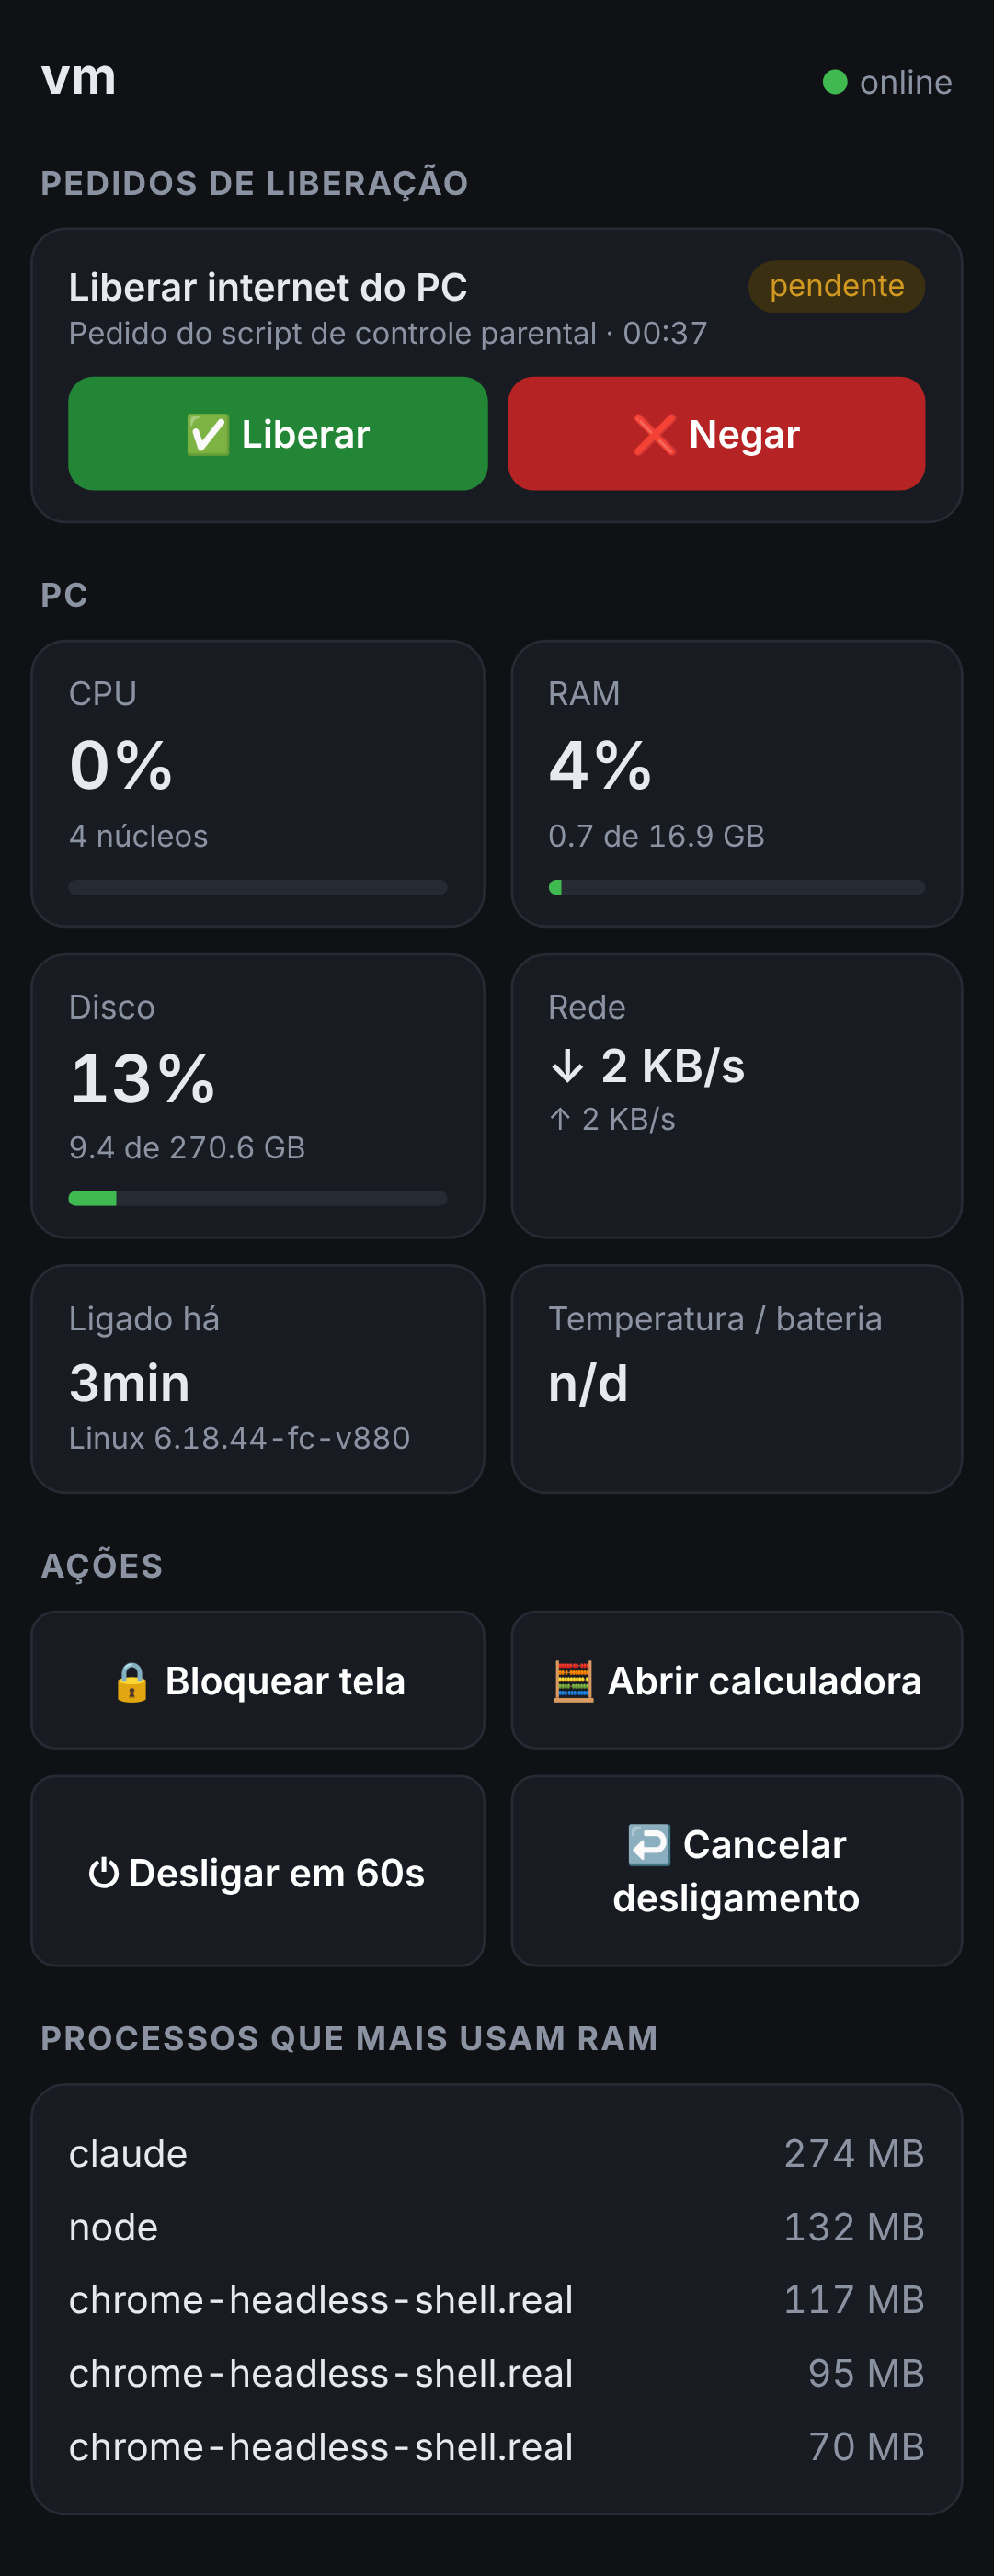 vm
online
PEDIDOS DE LIBERAÇÃO
Liberar internet do PC
pendente
Pedido do script de controle parental · 00:37
✅ Liberar
❌ Negar
PC
CPU
0%
4 núcleos
RAM
4%
0.7 de 16.9 GB
Disco
13%
9.4 de 270.6 GB
Rede
↓ 2 KB/s
↑ 2 KB/s
Ligado há
3min
Linux 6.18.44-fc-v880
Temperatura / bateria
n/d
AÇÕES
🔒 Bloquear tela
🧮 Abrir calculadora
⏻ Desligar em 60s
↩️ Cancelar
desligamento
PROCESSOS QUE MAIS USAM RAM
claude 274 MB
node 132 MB
chrome-headless-shell.real 117 MB
chrome-headless-shell.real 95 MB
chrome-headless-shell.real 70 MB